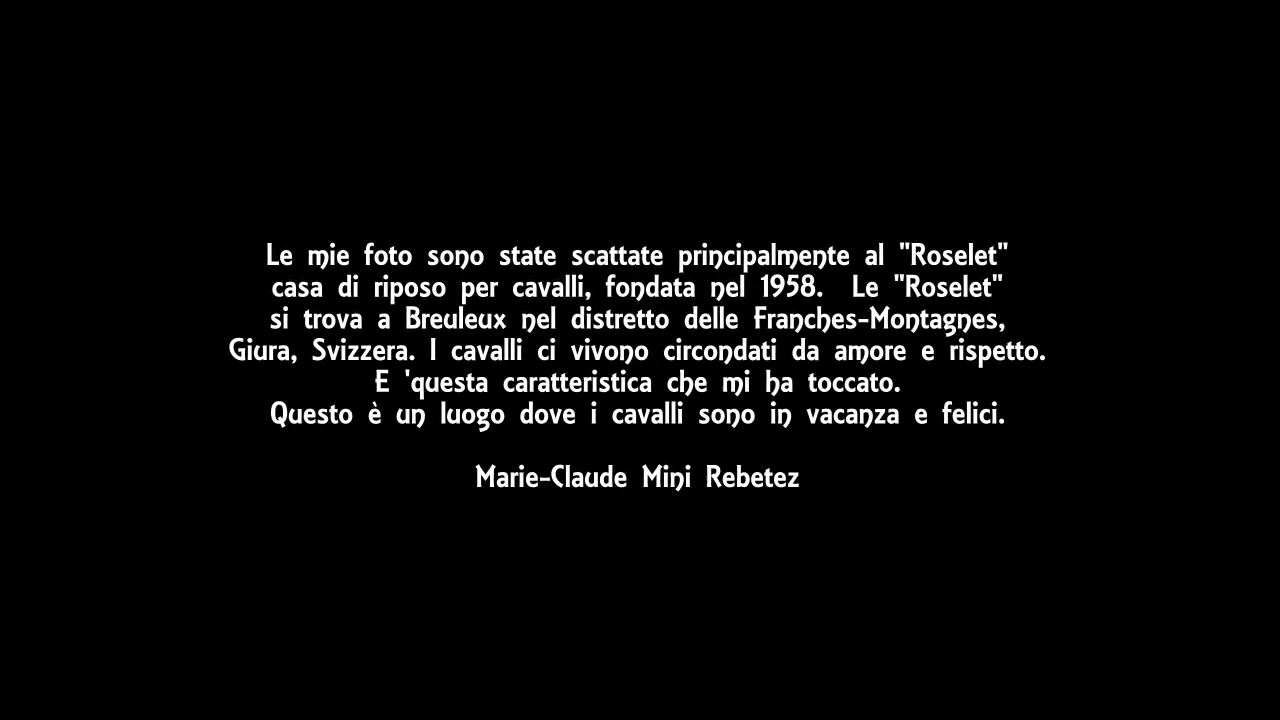 Le mie foto sono state scattate principalmente al "Roselet"
casa di riposo per cavalli, fondata nel 1958. Le "Roselet"
si trova a Breuleux nel distretto delle Franches-Montagnes,
Giura, Svizzera. I cavalli ci vivono circondati da amore e rispetto.
E 'questa caratteristica che mi ha toccato.
Questo è un luogo dove i cavalli sono in vacanza e felici.
Marie-Claude Mini Rebetez